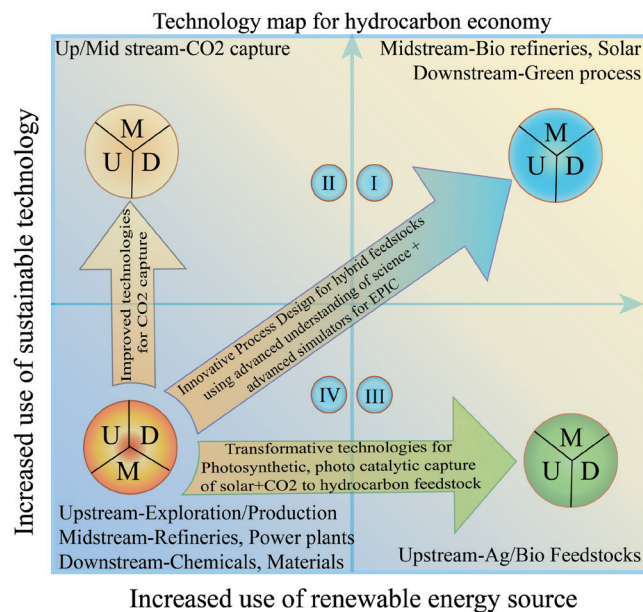 Technology map for hydrocarbon economy
Up/Mid stream-CO2 capture
Midstream-Bio refineries, Solar
Downstream-Green process
M
U D
M
U D
II I
Increased use of sustainable technology
Improved technologies
for CO2 capture
Innovative Process Design for hybrid feedstocks
using advanced understanding of science +
advanced simulators for EPIC
IV III
U D
M
Transformative technologies for
Photosynthetic, photo catalytic capture
of solar+CO2 to hydrocarbon feedstock
M
U D
Upstream-Exploration/Production
Midstream-Refineries, Power plants
Downstream-Chemicals, Materials
Upstream-Ag/Bio Feedstocks
Increased use of renewable energy source